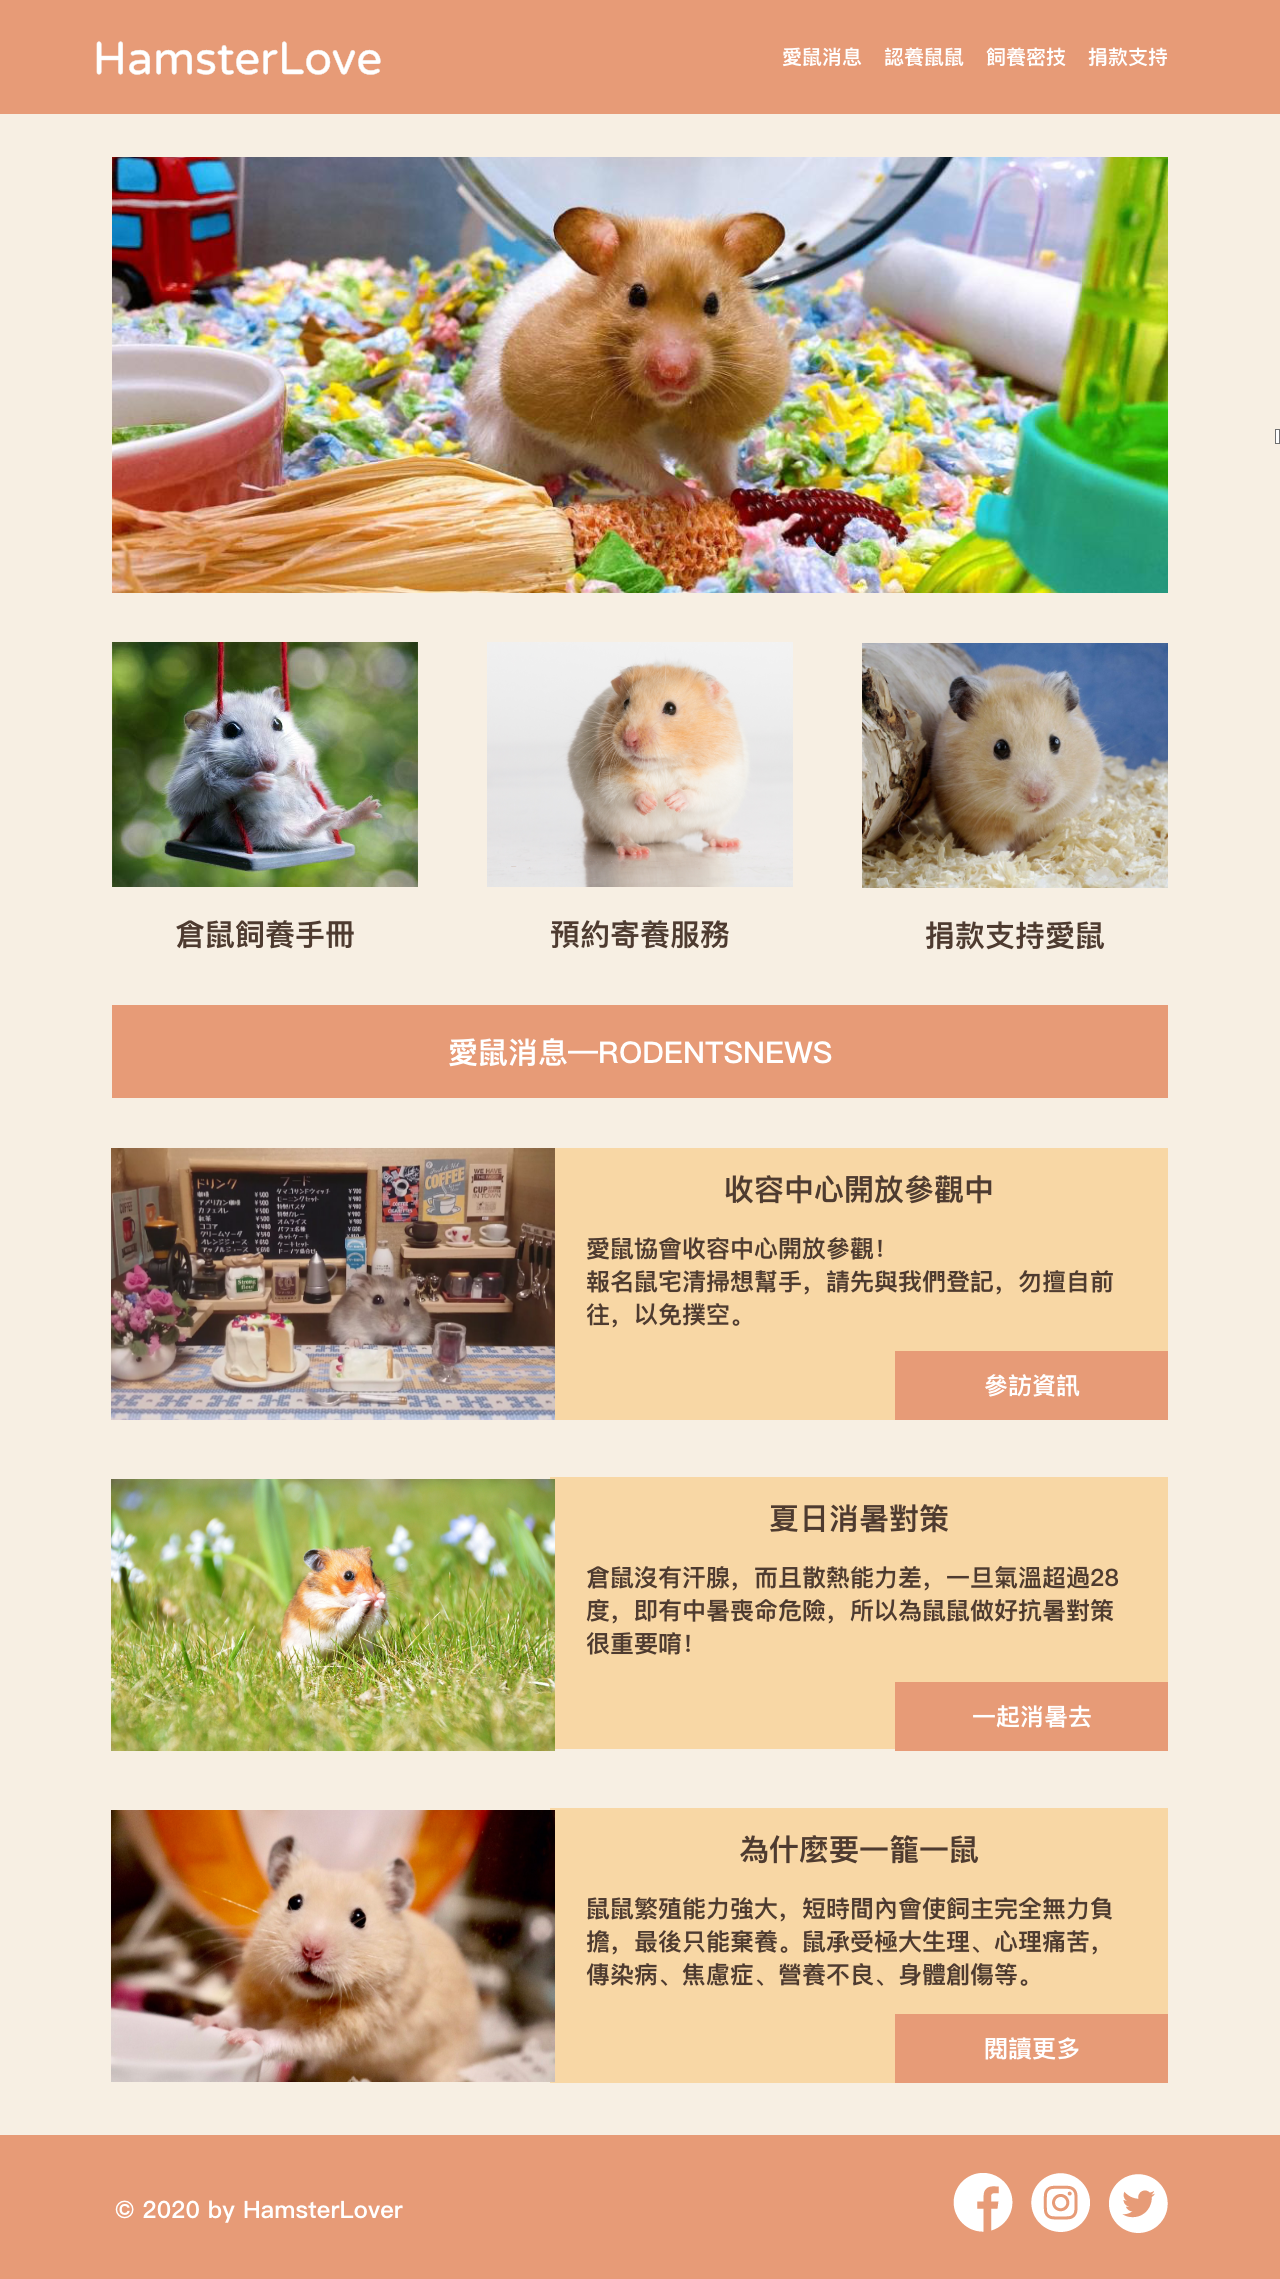 HamsterLove
愛鼠消息 認養鼠鼠 飼養密技 捐款支持
倉鼠飼養手冊
預約寄養服務
捐款支持愛鼠
愛鼠消息—RODENTSNEWS
ドリンク
フード
COFFEE
WE HAVE
CUP
IN TOWN
收容中心開放參觀中
愛鼠協會收容中心開放參觀！
報名鼠宅清掃想幫手，請先與我們登記，勿擅自前
往，以免撲空。
參訪資訊
夏日消暑對策
倉鼠沒有汗腺，而且散熱能力差，一旦氣溫超過28
度，即有中暑喪命危險，所以為鼠鼠做好抗暑對策
很重要唷！
一起消暑去
為什麼要一籠一鼠
鼠鼠繁殖能力強大，短時間內會使飼主完全無力負
擔，最後只能棄養。鼠承受極大生理、心理痛苦，
傳染病、焦慮症、營養不良、身體創傷等。
閱讀更多
© 2020 by HamsterLover